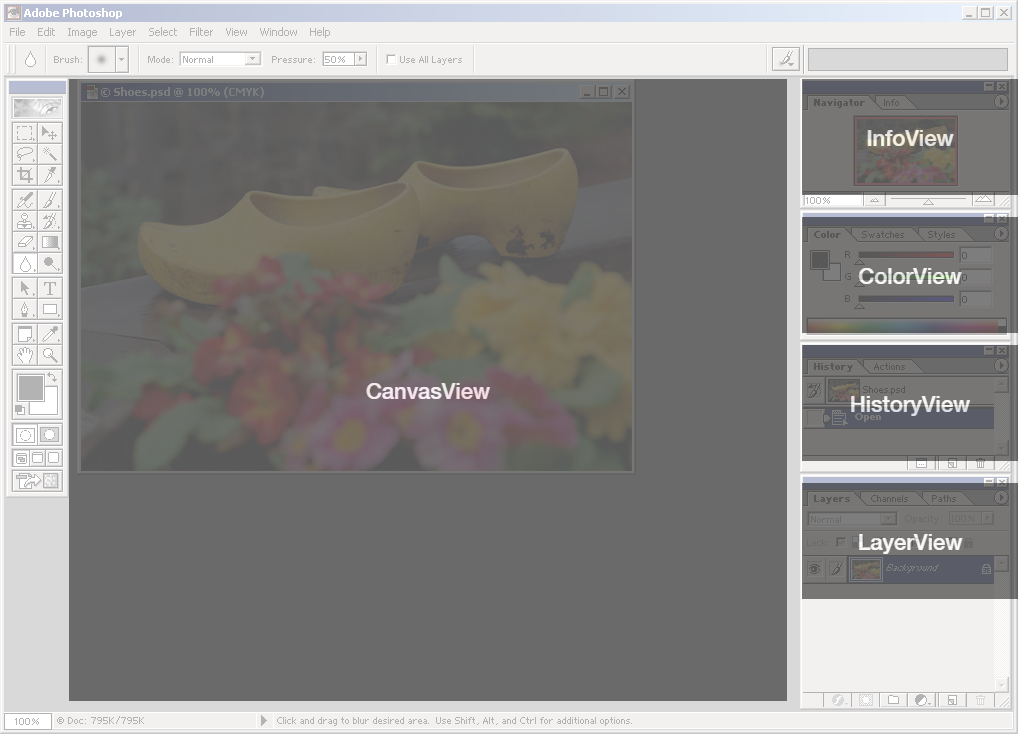 Adobe Photoshop
File Edit Image Layer Select Filter View Window Help
Brush: Mode: Normal Pressure: 50% Use All Layers
© Shoes.psd @ 100% (CMYK)
CanvasView
Navigator Info
InfoView
100%
Color Swatches Styles
R 0
G 0
ColorView
B 0
History Actions
Shoes.psd
HistoryView
Open
Layers Channels Paths
Normal Opacity: 100%
Lock:
LayerView
Background
T
100% © Doc: 795K/795K Click and drag to blur desired area. Use Shift, Alt, and Ctrl for additional options.